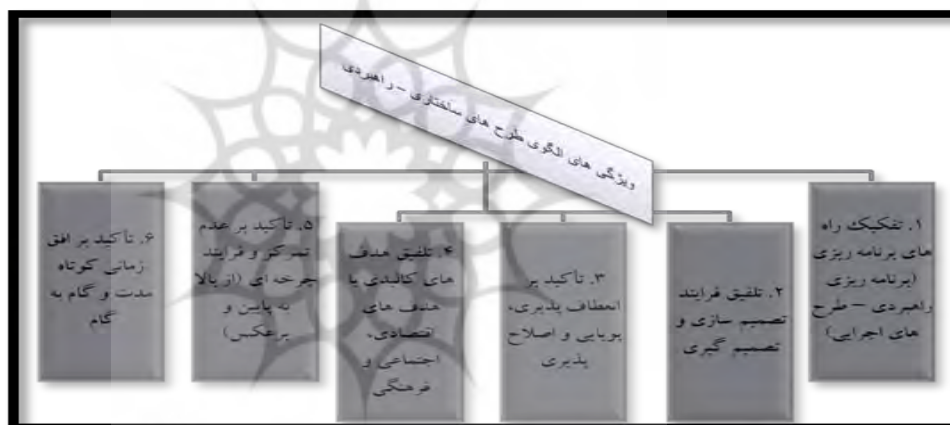 ویژگی های الگوی طرح های ساختاری – راهبردی
۱. تفکیک راه
های برنامه ریزی
(برنامه ریزی
راهبردی – طرح
های اجرایی)
۲. تلفیق فرایند
تصمیم سازی و
تصمیم گیری
۳. تأکید بر
انعطاف پذیری،
پویایی و اصلاح
پذیری
۴. تلفیق هدف
های کالبدی با
هدف های
اقتصادی،
اجتماعی و
فرهنگی
۵. تأکید بر عدم
تمرکز و فرایند
چرخه ای (از بالا
به پایین و
برعکس)
۶. تأکید بر افق
زمانی کوتاه
مدت و گام به
گام